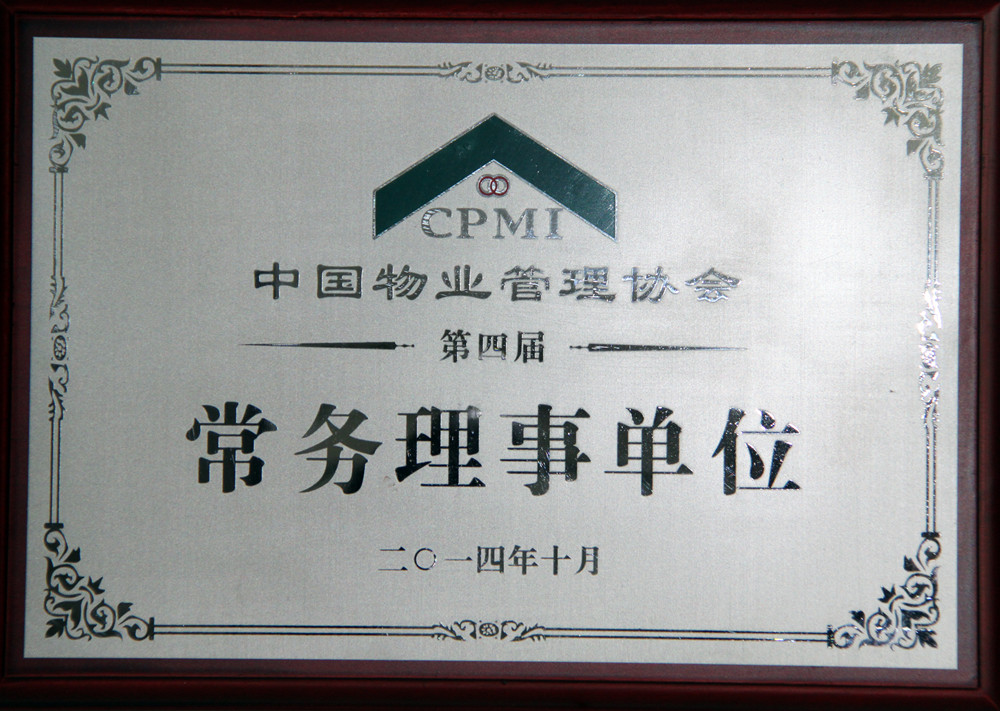 CPMI
中国物业管理协会
第四届
常务理事单位
二〇一四年十月